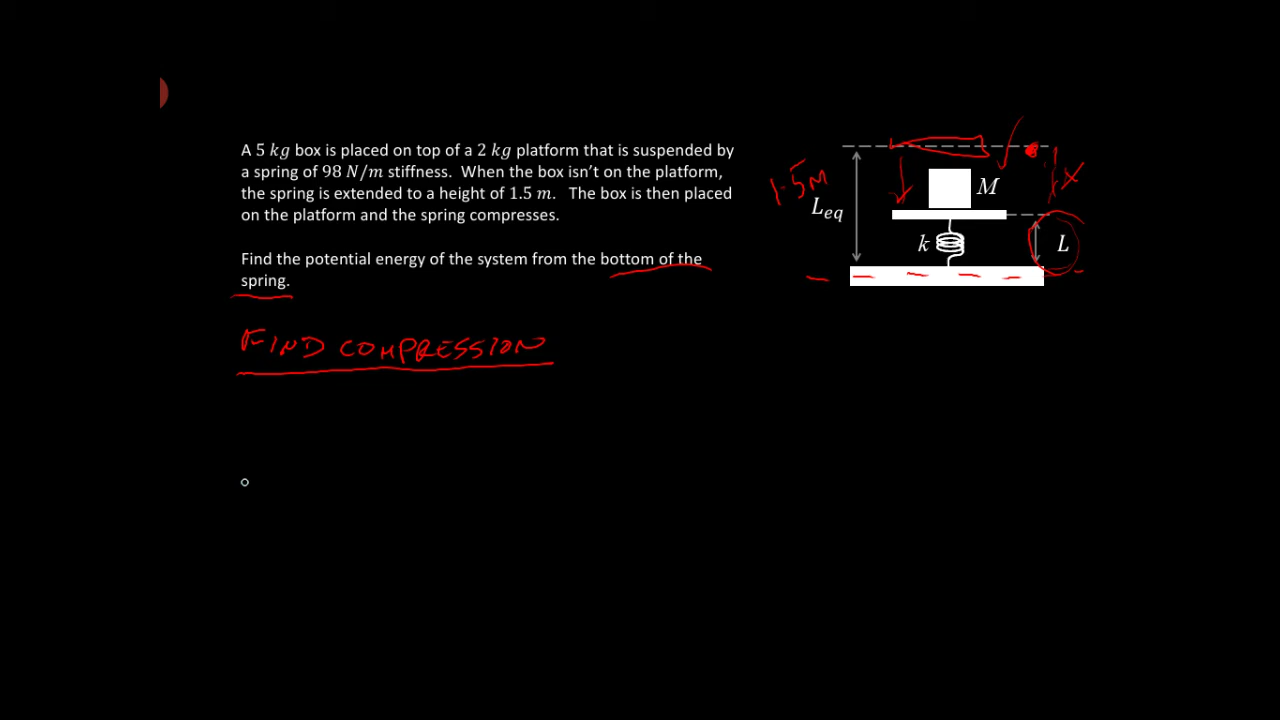 A 5 kg box is placed on top of a 2 kg platform that is suspended by
a spring of 98 N/m stiffness. When the box isn't on the platform,
the spring is extended to a height of 1.5 m. The box is then placed
on the platform and the spring compresses.
Find the potential energy of the system from the bottom of the
spring.
FIND COMPRESSION
1.5M
L_eq
M
k
X
L